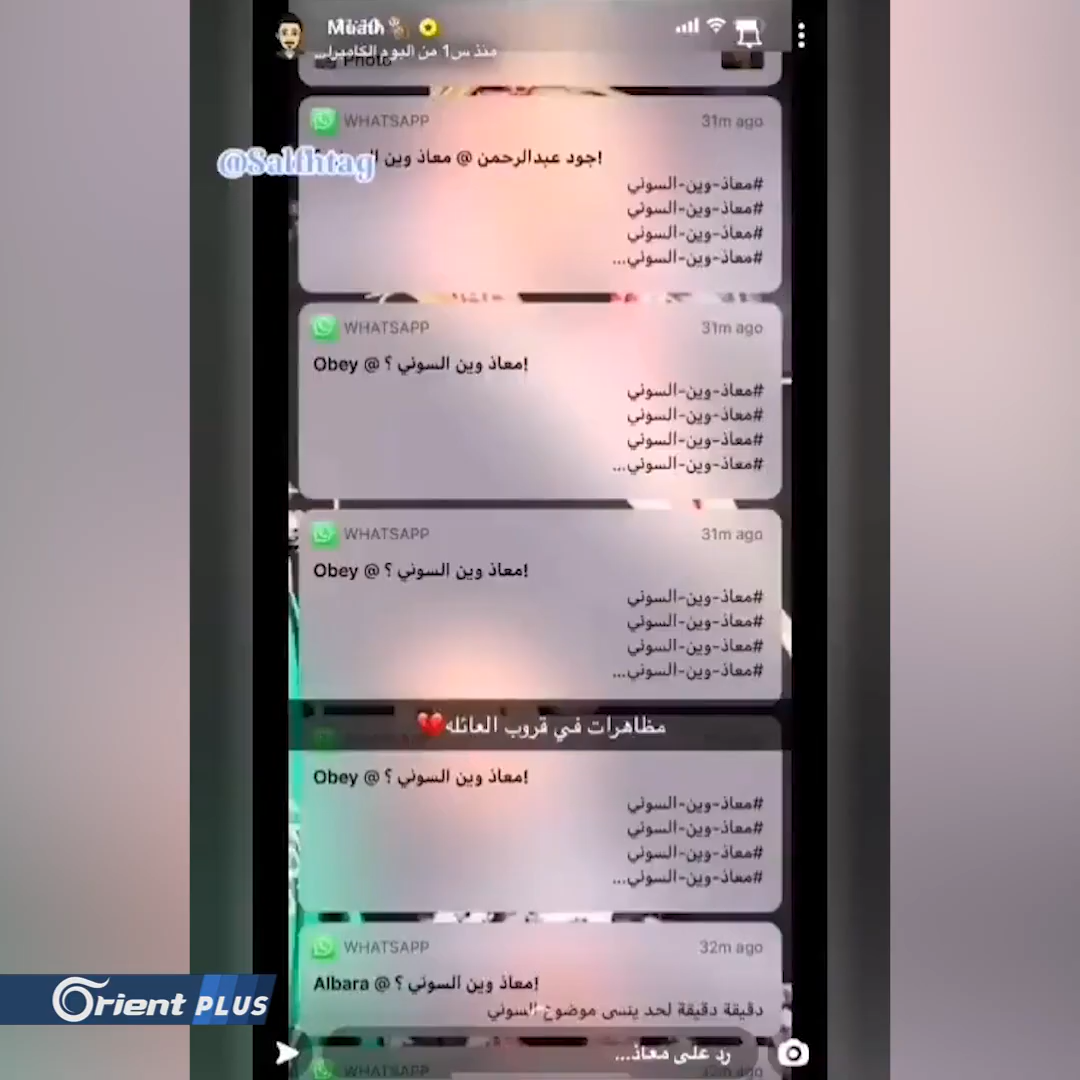 Muath
منذ س1 من البوم الكاميرا...
Photo
WHATSAPP
31m ago
@Salfhtag
جود عبدالرحمن @ معاذ وين
#معاذ-وين-السوني
#معاذ-وين-السوني
#معاذ-وين-السوني
#معاذ-وين-السوني...
WHATSAPP
31m ago
Obey @ معاذ وين السوني ؟!
#معاذ-وين-السوني
#معاذ-وين-السوني
#معاذ-وين-السوني
#معاذ-وين-السوني...
WHATSAPP
31m ago
Obey @ معاذ وين السوني ؟!
#معاذ-وين-السوني
#معاذ-وين-السوني
#معاذ-وين-السوني
#معاذ-وين-السوني...
مظاهرات في قروب العائله
Obey @ معاذ وين السوني ؟!
#معاذ-وين-السوني
#معاذ-وين-السوني
#معاذ-وين-السوني
#معاذ-وين-السوني...
WHATSAPP
32m ago
Albara @ معاذ وين السوني ؟!
دقيقة دقيقة لحد ينسى موضوع السوني
Orient PLUS
رد على معاذ...
WHATSAPP
32m ago